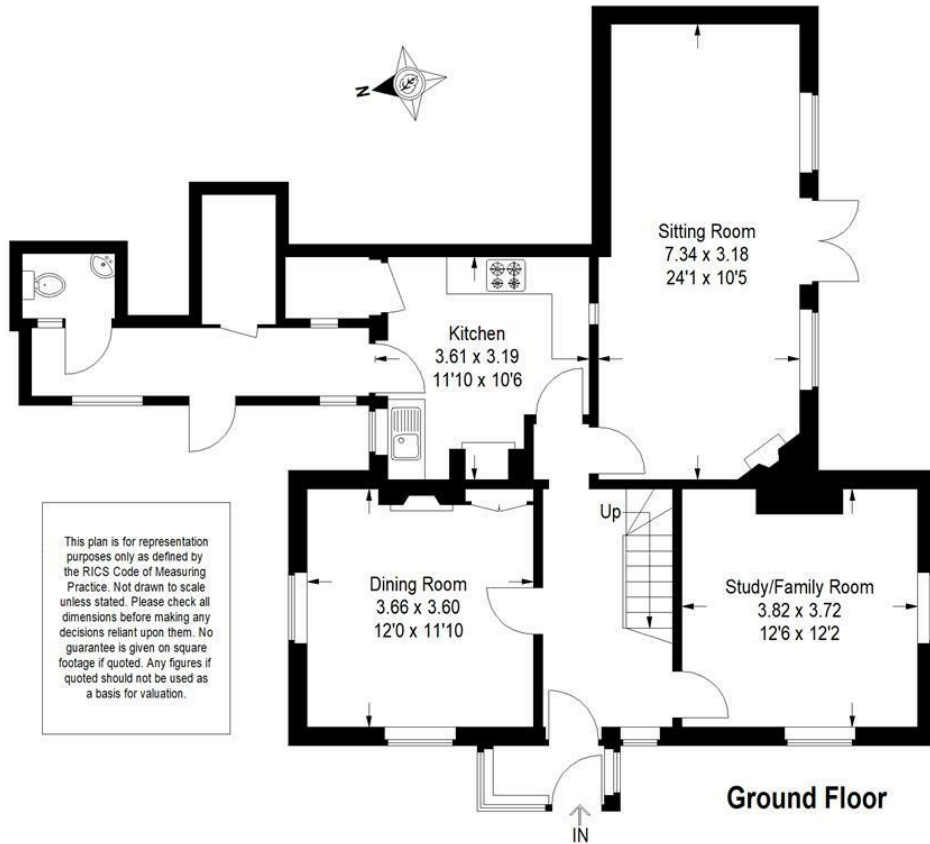 N
Sitting Room
7.34 x 3.18
24'1 x 10'5
Kitchen
3.61 x 3.19
11'10 x 10'6
Up
Dining Room
3.66 x 3.60
12'0 x 11'10
Study/Family Room
3.82 x 3.72
12'6 x 12'2
This plan is for representation
purposes only as defined by
the RICS Code of Measuring
Practice. Not drawn to scale
unless stated. Please check all
dimensions before making any
decisions reliant upon them. No
guarantee is given on square
footage if quoted. Any figures if
quoted should not be used as
a basis for valuation.
Ground Floor
IN